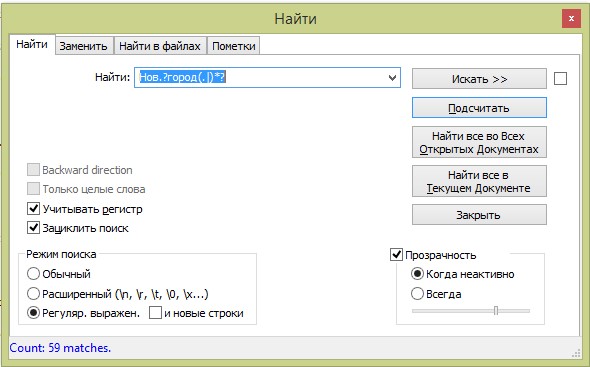 Найти
x
Найти
Заменить
Найти в файлах
Пометки
Найти:
Нов.?город(.|)*?
Искать >>
Подсчитать
Найти все во Всех
Открытых Документах
Найти все в
Текущем Документе
Закрыть
Backward direction
Только целые слова
Учитывать регистр
Зациклить поиск
Режим поиска
Обычный
Расширенный (\n, \r, \t, \0, \x...)
Регуляр. выражен.
и новые строки
Прозрачность
Когда неактивно
Всегда
Count: 59 matches.